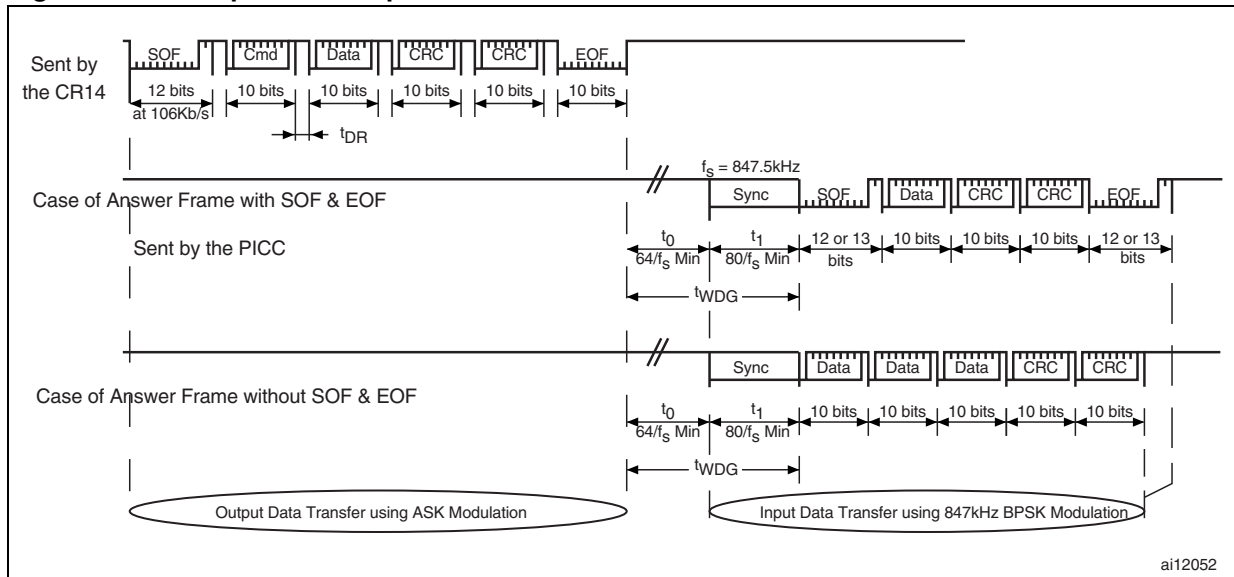 Sent by
the CR14
SOF
Cmd
Data
CRC
CRC
EOF
12 bits
at 106Kb/s
10 bits
10 bits
10 bits
10 bits
10 bits
tDR
fs = 847.5kHz
Case of Answer Frame with SOF & EOF
Sync
SOF
Data
CRC
CRC
EOF
Sent by the PICC
t0
64/fs Min
t1
80/fs Min
12 or 13
bits
10 bits
10 bits
10 bits
12 or 13
bits
tWDG
Case of Answer Frame without SOF & EOF
Sync
Data
Data
Data
CRC
CRC
t0
64/fs Min
t1
80/fs Min
10 bits
10 bits
10 bits
10 bits
10 bits
tWDG
Output Data Transfer using ASK Modulation
Input Data Transfer using 847kHz BPSK Modulation
ai12052